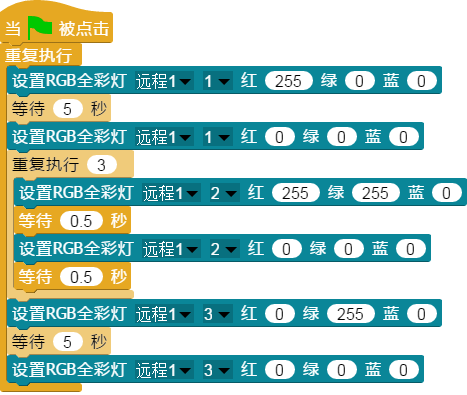 当 被点击
重复执行
设置RGB全彩灯 远程1 1 红 255 绿 0 蓝 0
等待 5 秒
设置RGB全彩灯 远程1 1 红 0 绿 0 蓝 0
重复执行 3
设置RGB全彩灯 远程1 2 红 255 绿 255 蓝 0
等待 0.5 秒
设置RGB全彩灯 远程1 2 红 0 绿 0 蓝 0
等待 0.5 秒
设置RGB全彩灯 远程1 3 红 0 绿 255 蓝 0
等待 5 秒
设置RGB全彩灯 远程1 3 红 0 绿 0 蓝 0